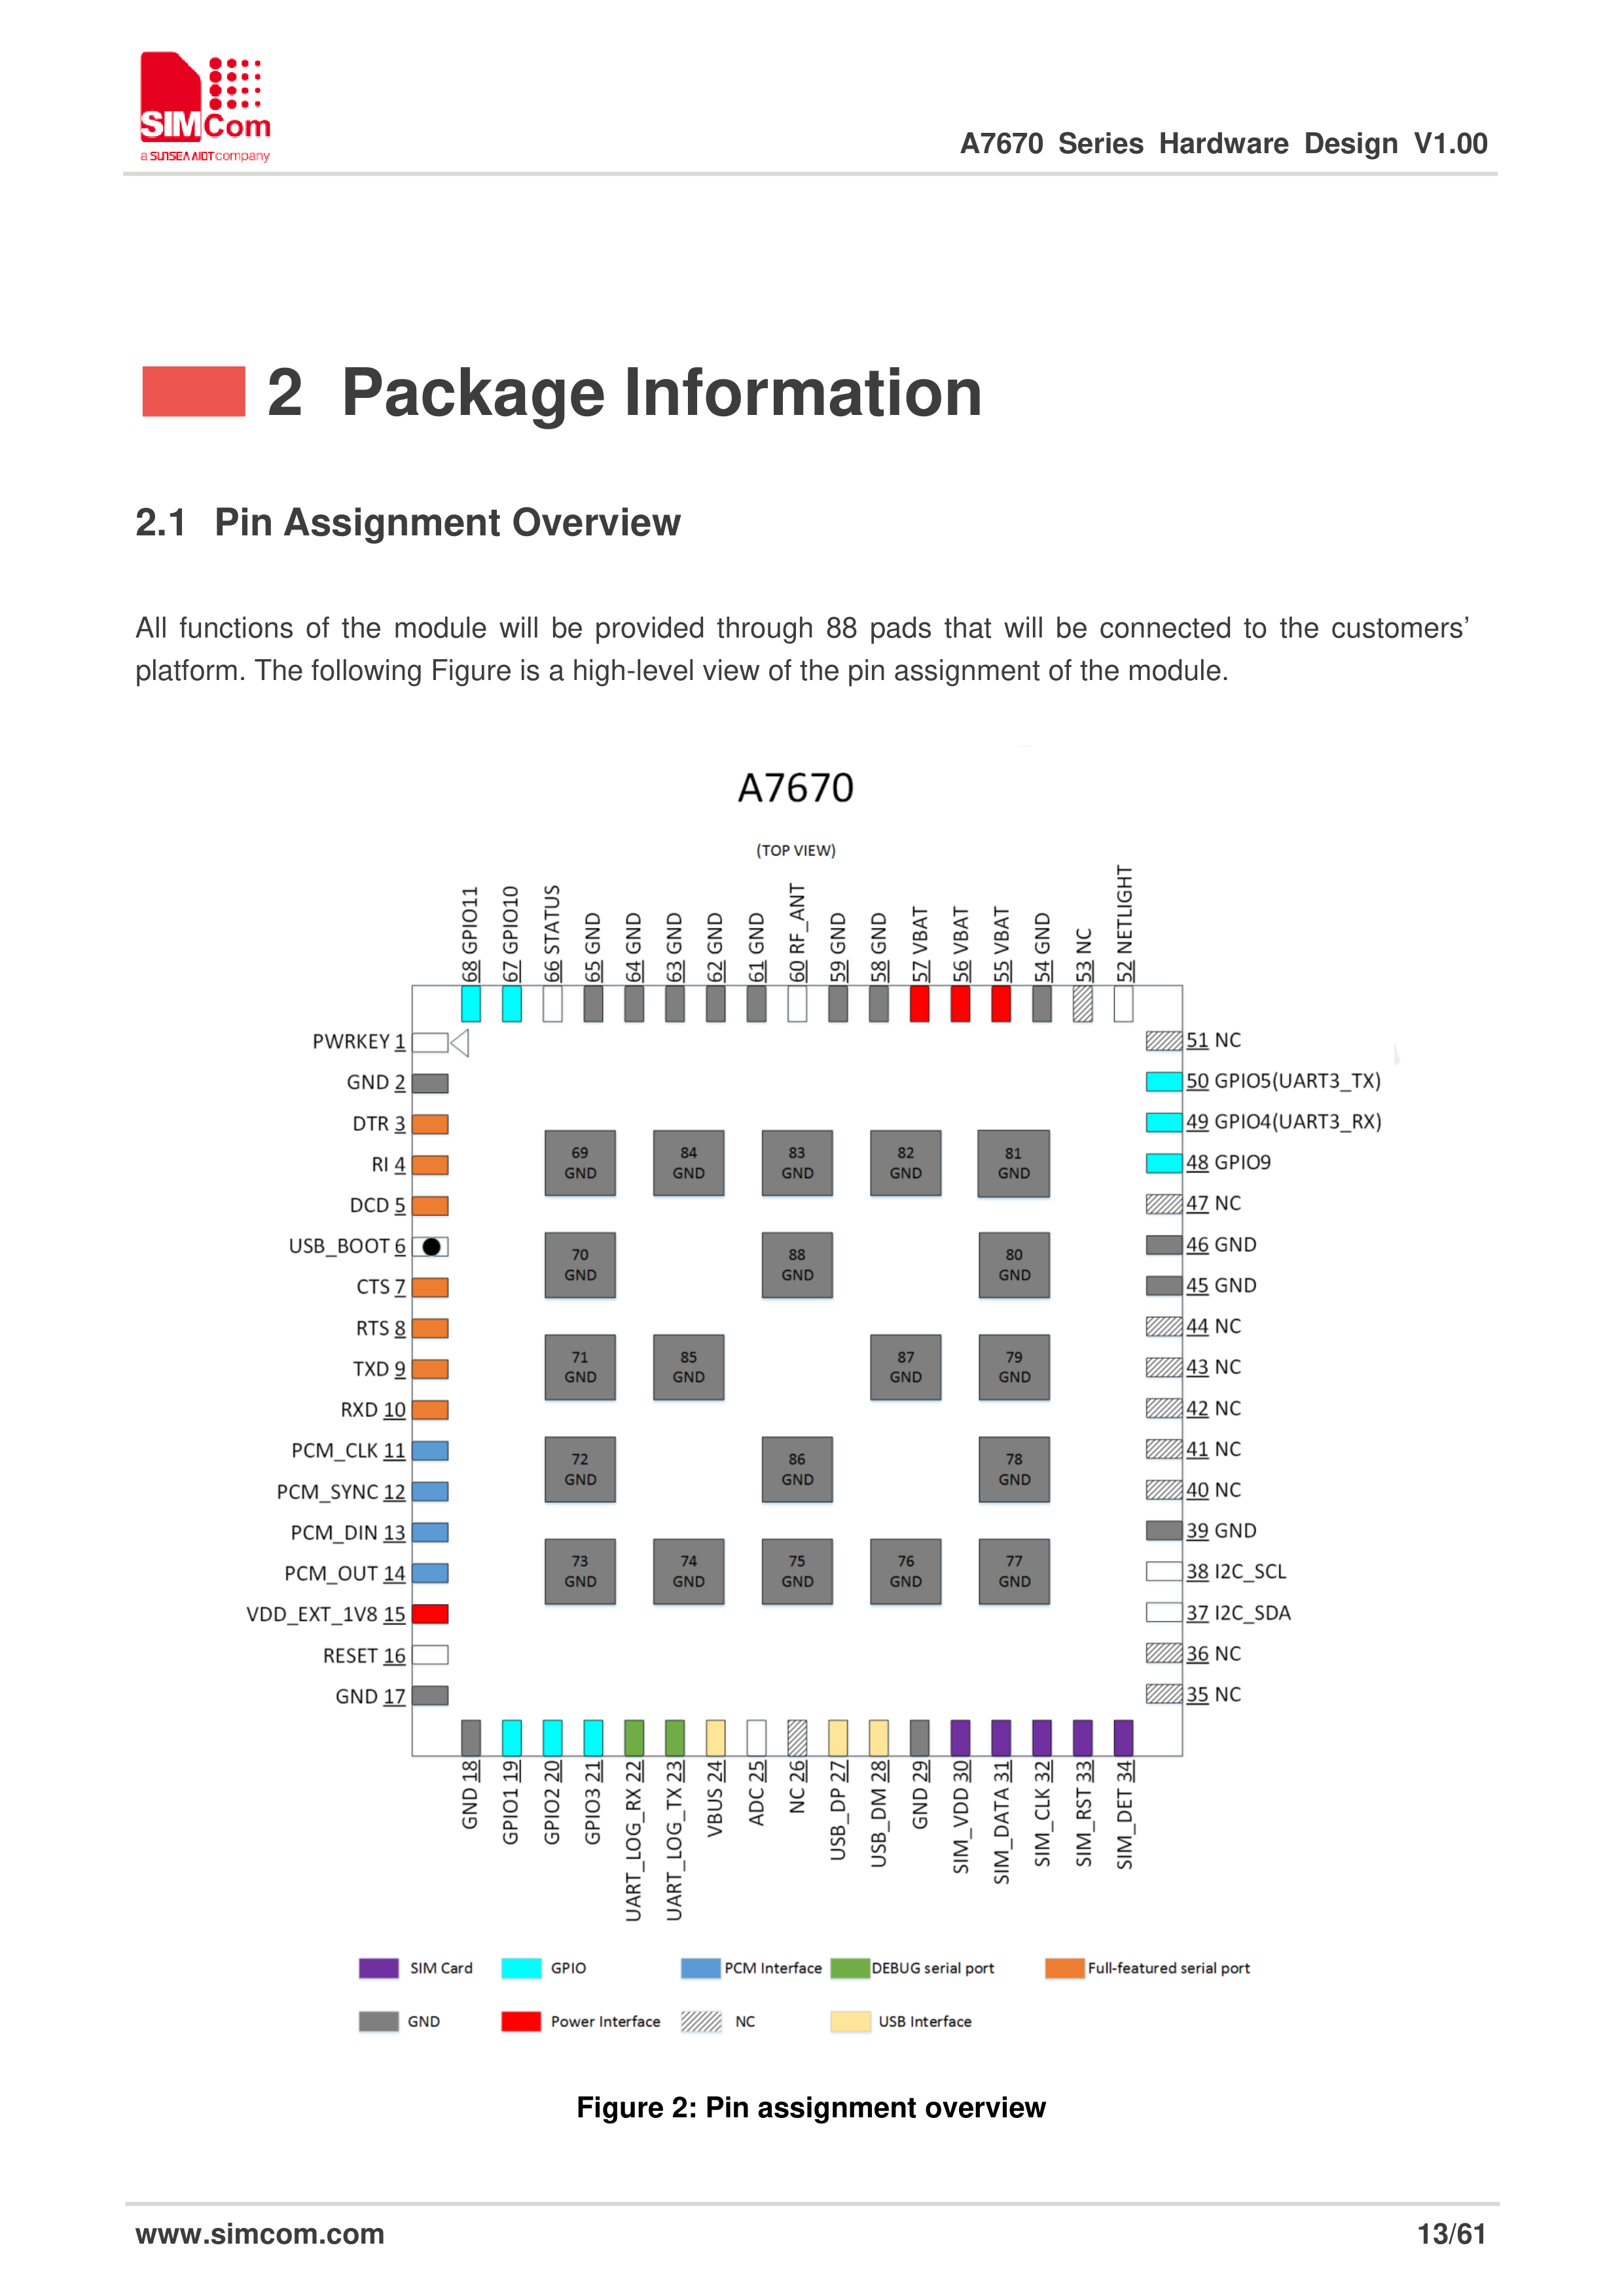 SIMCom
a SUNSEA AIOT company
A7670 Series Hardware Design V1.00
2 Package Information
2.1 Pin Assignment Overview
All functions of the module will be provided through 88 pads that will be connected to the customers’
platform. The following Figure is a high-level view of the pin assignment of the module.
A7670
(TOP VIEW)
68 GPIO11
67 GPIO10
66 STATUS
65 GND
64 GND
63 GND
62 GND
61 GND
60 RF_ANT
59 GND
58 GND
57 VBAT
56 VBAT
55 VBAT
54 GND
53 NC
52 NETLIGHT
PWRKEY 1
GND 2
DTR 3
RI 4
DCD 5
USB_BOOT 6
CTS 7
RTS 8
TXD 9
RXD 10
PCM_CLK 11
PCM_SYNC 12
PCM_DIN 13
PCM_OUT 14
VDD_EXT_1V8 15
RESET 16
GND 17
69
GND
84
GND
83
GND
82
GND
81
GND
70
GND
88
GND
80
GND
71
GND
85
GND
87
GND
79
GND
72
GND
86
GND
78
GND
73
GND
74
GND
75
GND
76
GND
77
GND
51 NC
50 GPIO5(UART3_TX)
49 GPIO4(UART3_RX)
48 GPIO9
47 NC
46 GND
45 GND
44 NC
43 NC
42 NC
41 NC
40 NC
39 GND
38 I2C_SCL
37 I2C_SDA
36 NC
35 NC
GND 18
GPIO1 19
GPIO2 20
GPIO3 21
UART_LOG_RX 22
UART_LOG_TX 23
VBUS 24
ADC 25
NC 26
USB_DP 27
USB_DM 28
GND 29
SIM_VDD 30
SIM_DATA 31
SIM_CLK 32
SIM_RST 33
SIM_DET 34
SIM Card
GPIO
PCM Interface
DEBUG serial port
Full-featured serial port
GND
Power Interface
NC
USB Interface
Figure 2: Pin assignment overview
www.simcom.com
13/61